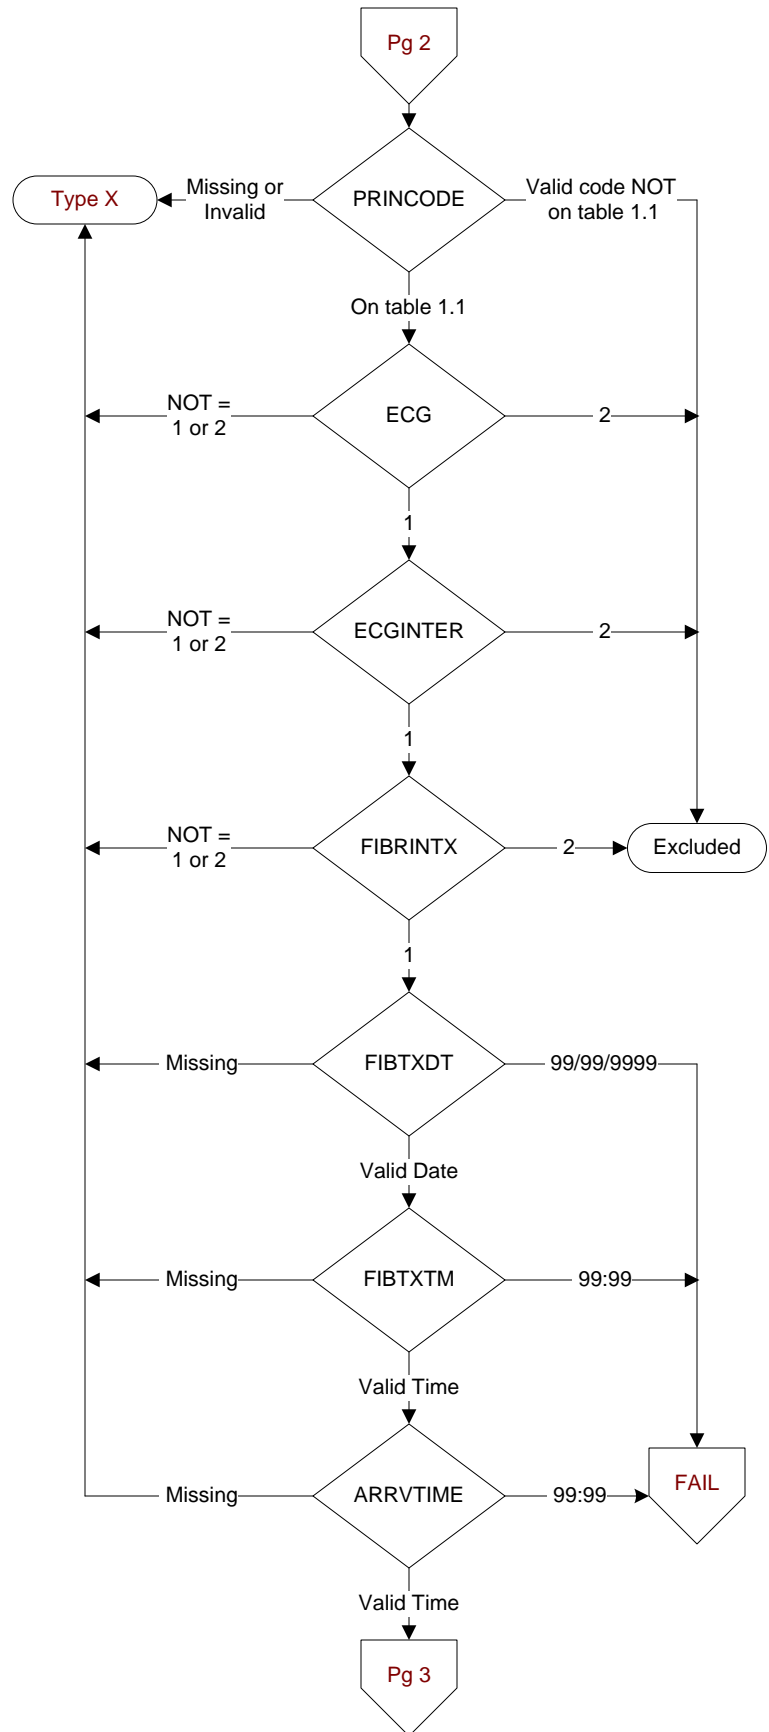 Pg 2
Type X
Missing or
Invalid
PRINCODE
Valid code NOT
on table 1.1
On table 1.1
NOT =
1 or 2
ECG
2
1
NOT =
1 or 2
ECGINTER
2
1
NOT =
1 or 2
FIBRINTX
2
Excluded
1
Missing
FIBTXDT
99/99/9999
Valid Date
Missing
FIBTXTM
99:99
Valid Time
Missing
ARRVTIME
99:99
FAIL
Valid Time
Pg 3